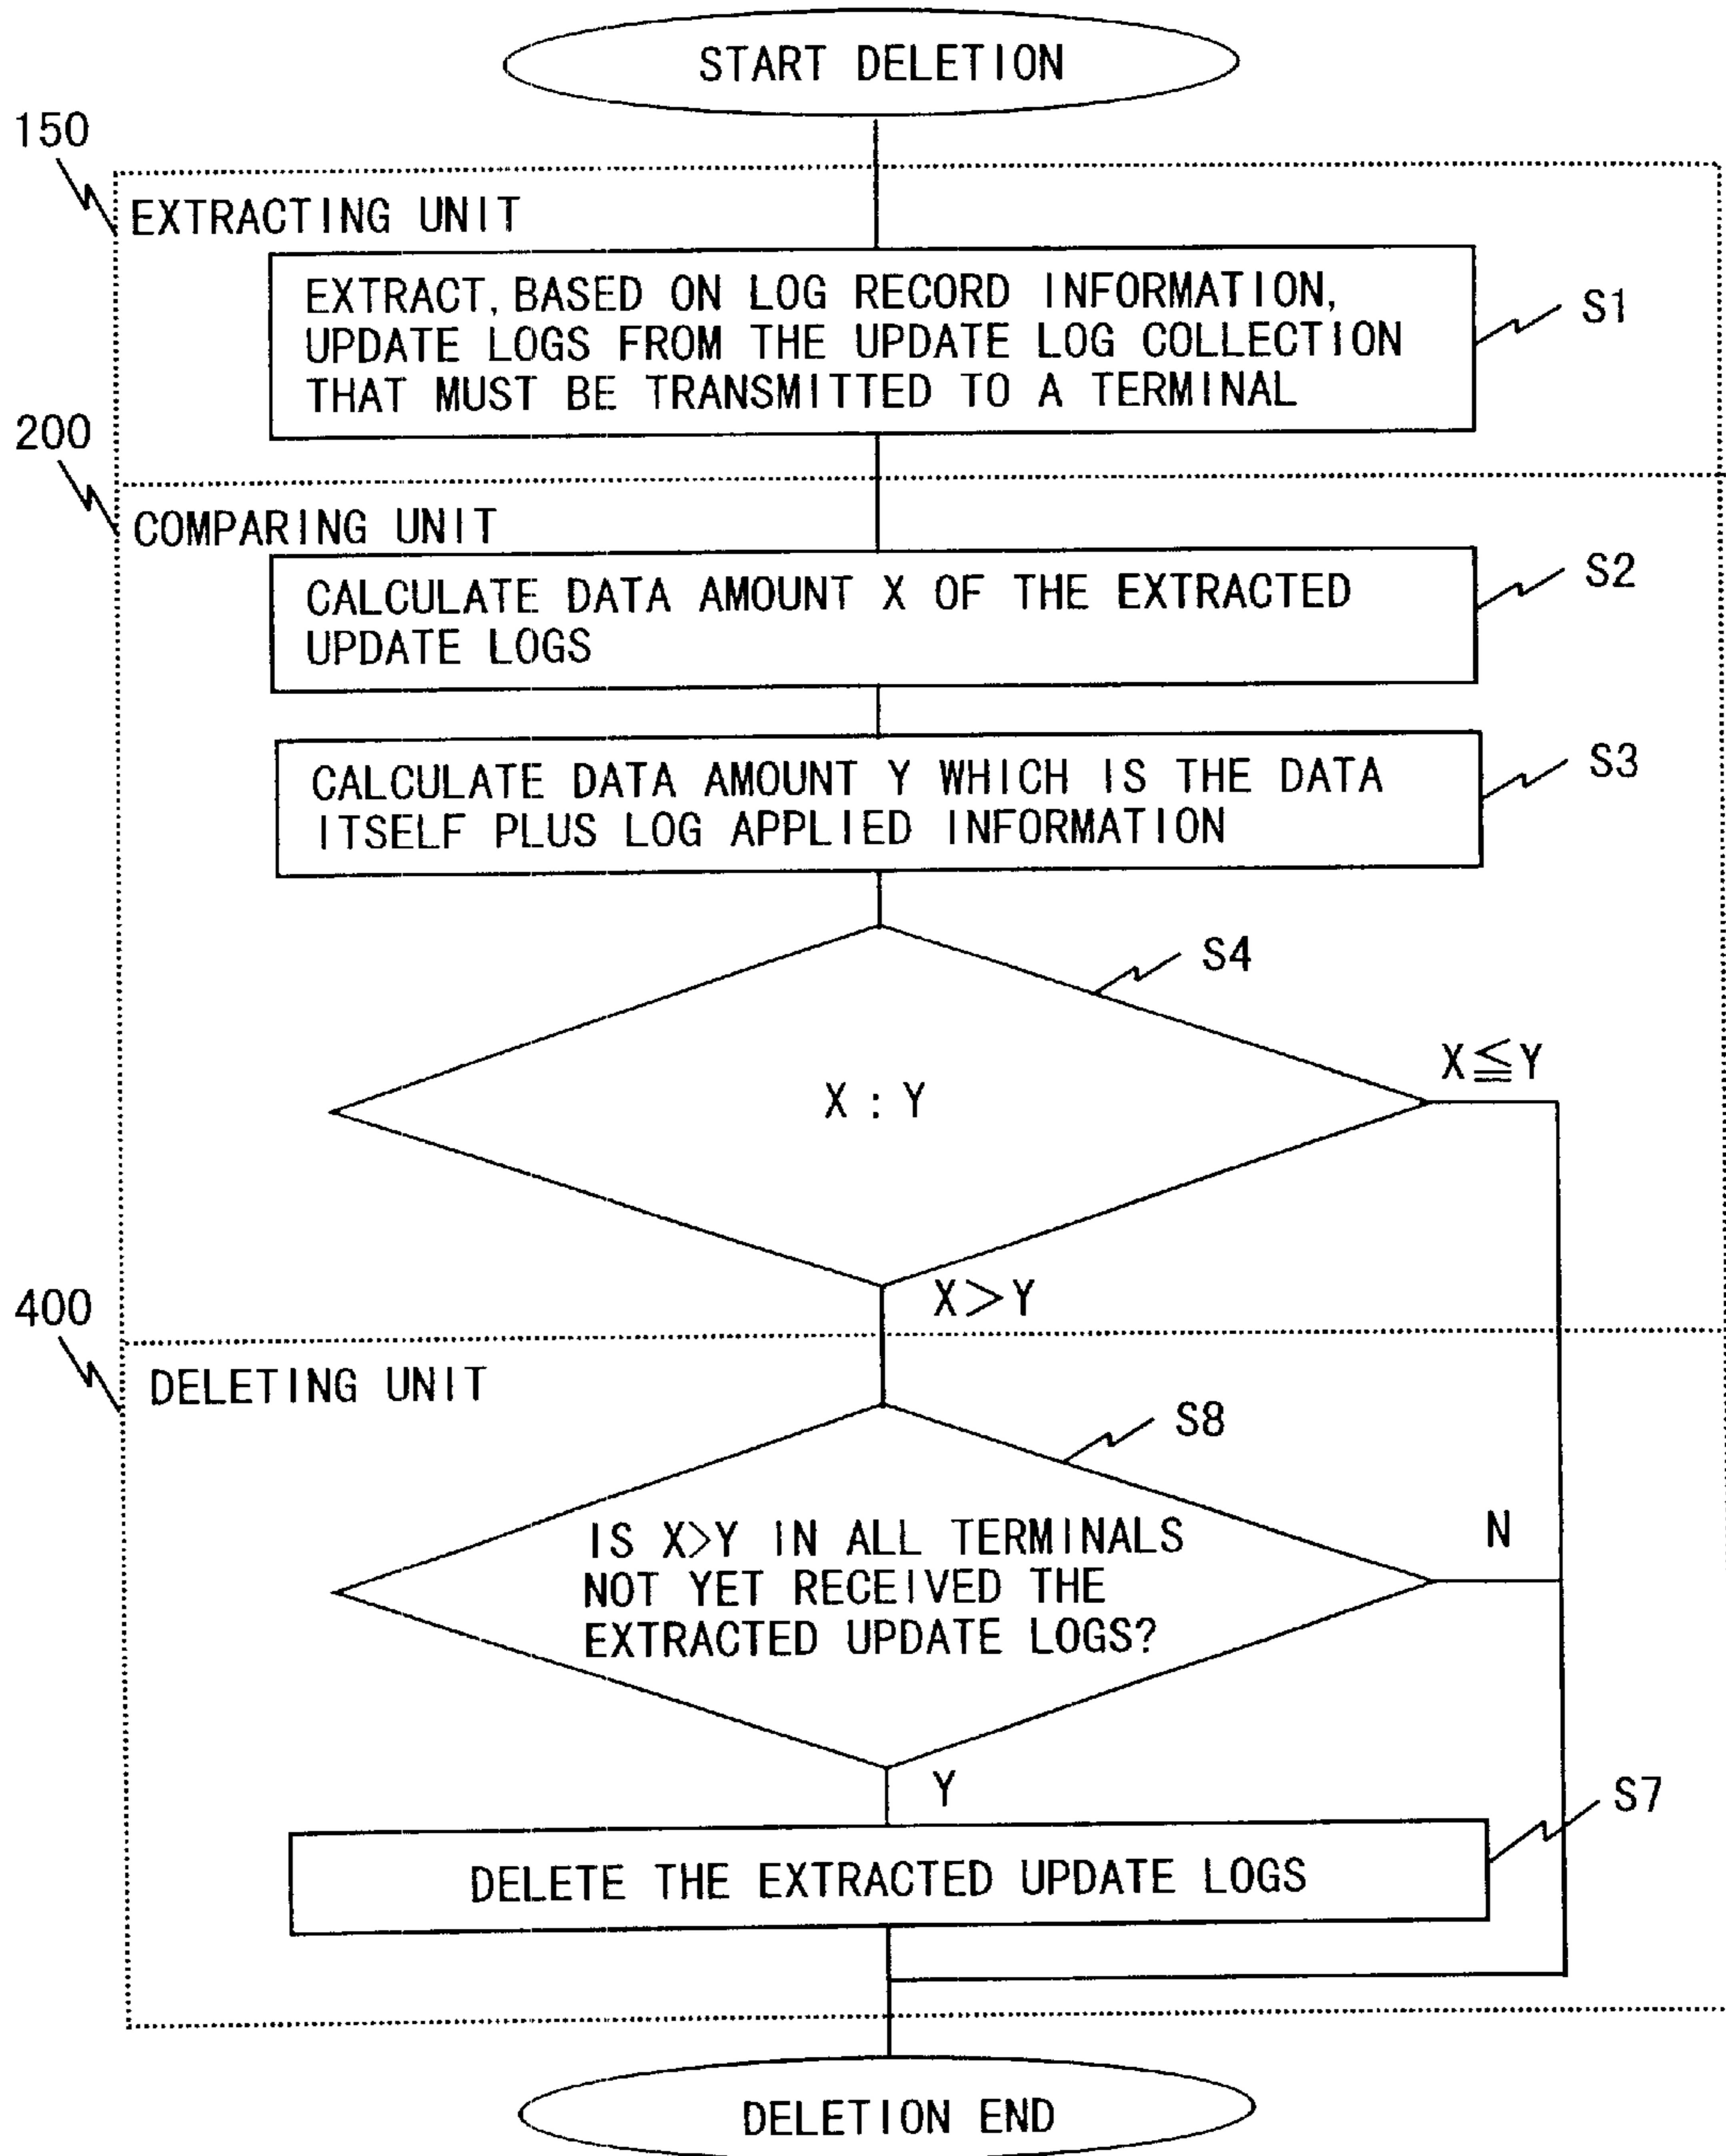 START DELETION
150
EXTRACTING UNIT
EXTRACT, BASED ON LOG RECORD INFORMATION,
UPDATE LOGS FROM THE UPDATE LOG COLLECTION
THAT MUST BE TRANSMITTED TO A TERMINAL
S1
200
COMPARING UNIT
CALCULATE DATA AMOUNT X OF THE EXTRACTED
UPDATE LOGS
S2
CALCULATE DATA AMOUNT Y WHICH IS THE DATA
ITSELF PLUS LOG APPLIED INFORMATION
S3
S4
X : Y
X≦Y
X>Y
400
DELETING UNIT
S8
IS X>Y IN ALL TERMINALS
NOT YET RECEIVED THE
EXTRACTED UPDATE LOGS?
N
Y
S7
DELETE THE EXTRACTED UPDATE LOGS
DELETION END